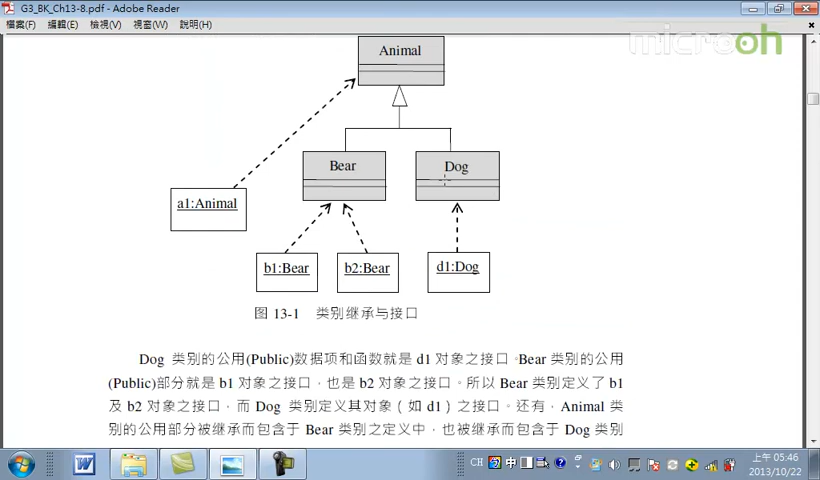 G3_BK_Ch13-8.pdf - Adobe Reader
檔案(F) 編輯(E) 檢視(V) 視窗(W) 說明(H)
microoh
Animal
Bear
Dog
a1:Animal
b1:Bear
b2:Bear
d1:Dog
图 13-1 类别继承与接口
Dog 类别的公用(Public)数据项和函数就是 d1 对象之接口。Bear 类别的公用
(Public)部分就是 b1 对象之接口，也是 b2 对象之接口。所以 Bear 类别定义了 b1
及 b2 对象之接口，而 Dog 类别定义其对象（如 d1）之接口。还有，Animal 类
别的公用部分被继承而包含于 Bear 类别之定义中，也被继承而包含于 Dog 类别
CH 中
上午 05:46
2013/10/22